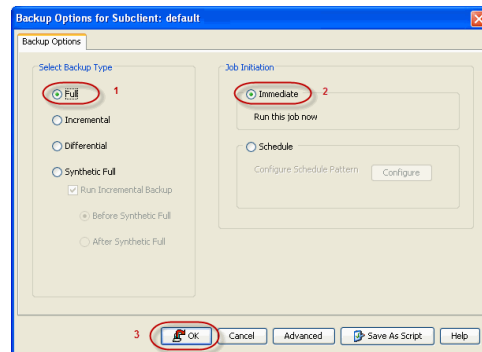 Backup Options for Subclient: default
Backup Options
Select Backup Type
Full
1
Incremental
Differential
Synthetic Full
Run Incremental Backup
Before Synthetic Full
After Synthetic Full
Job Initiation
Immediate
2
Run this job now
Schedule
Configure Schedule Pattern
Configure
3
OK
Cancel
Advanced
Save As Script
Help